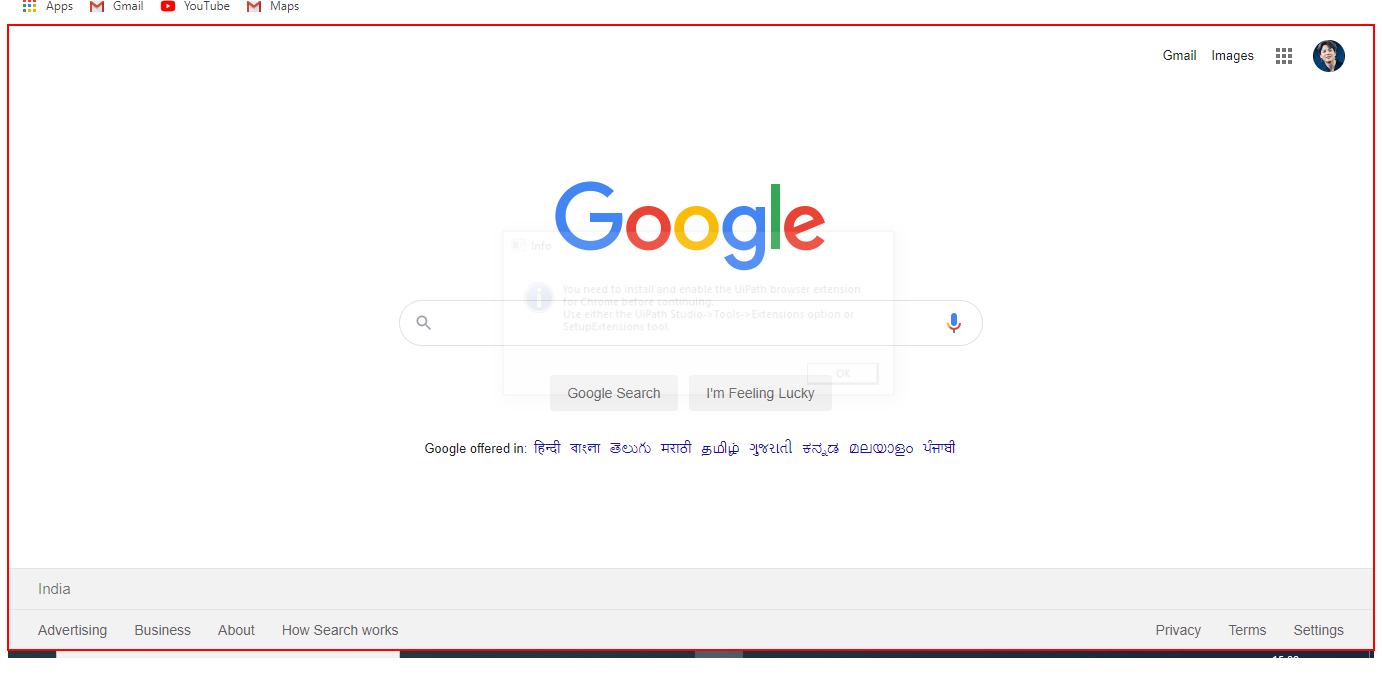 Apps Gmail YouTube Maps
Gmail Images
Google
Info
You need to install and enable the UiPath browser extension
for Chrome before continuing.
Use either the UiPath Studio->Tools->Extensions option or
SetupExtensions tool.
OK
Google Search I'm Feeling Lucky
Google offered in: हिन्दी বাংলা తెలుగు मराठी தமிழ் ગુજરાતી ಕನ್ನಡ മലയാളം ਪੰਜਾਬੀ
India
Advertising Business About How Search works Privacy Terms Settings